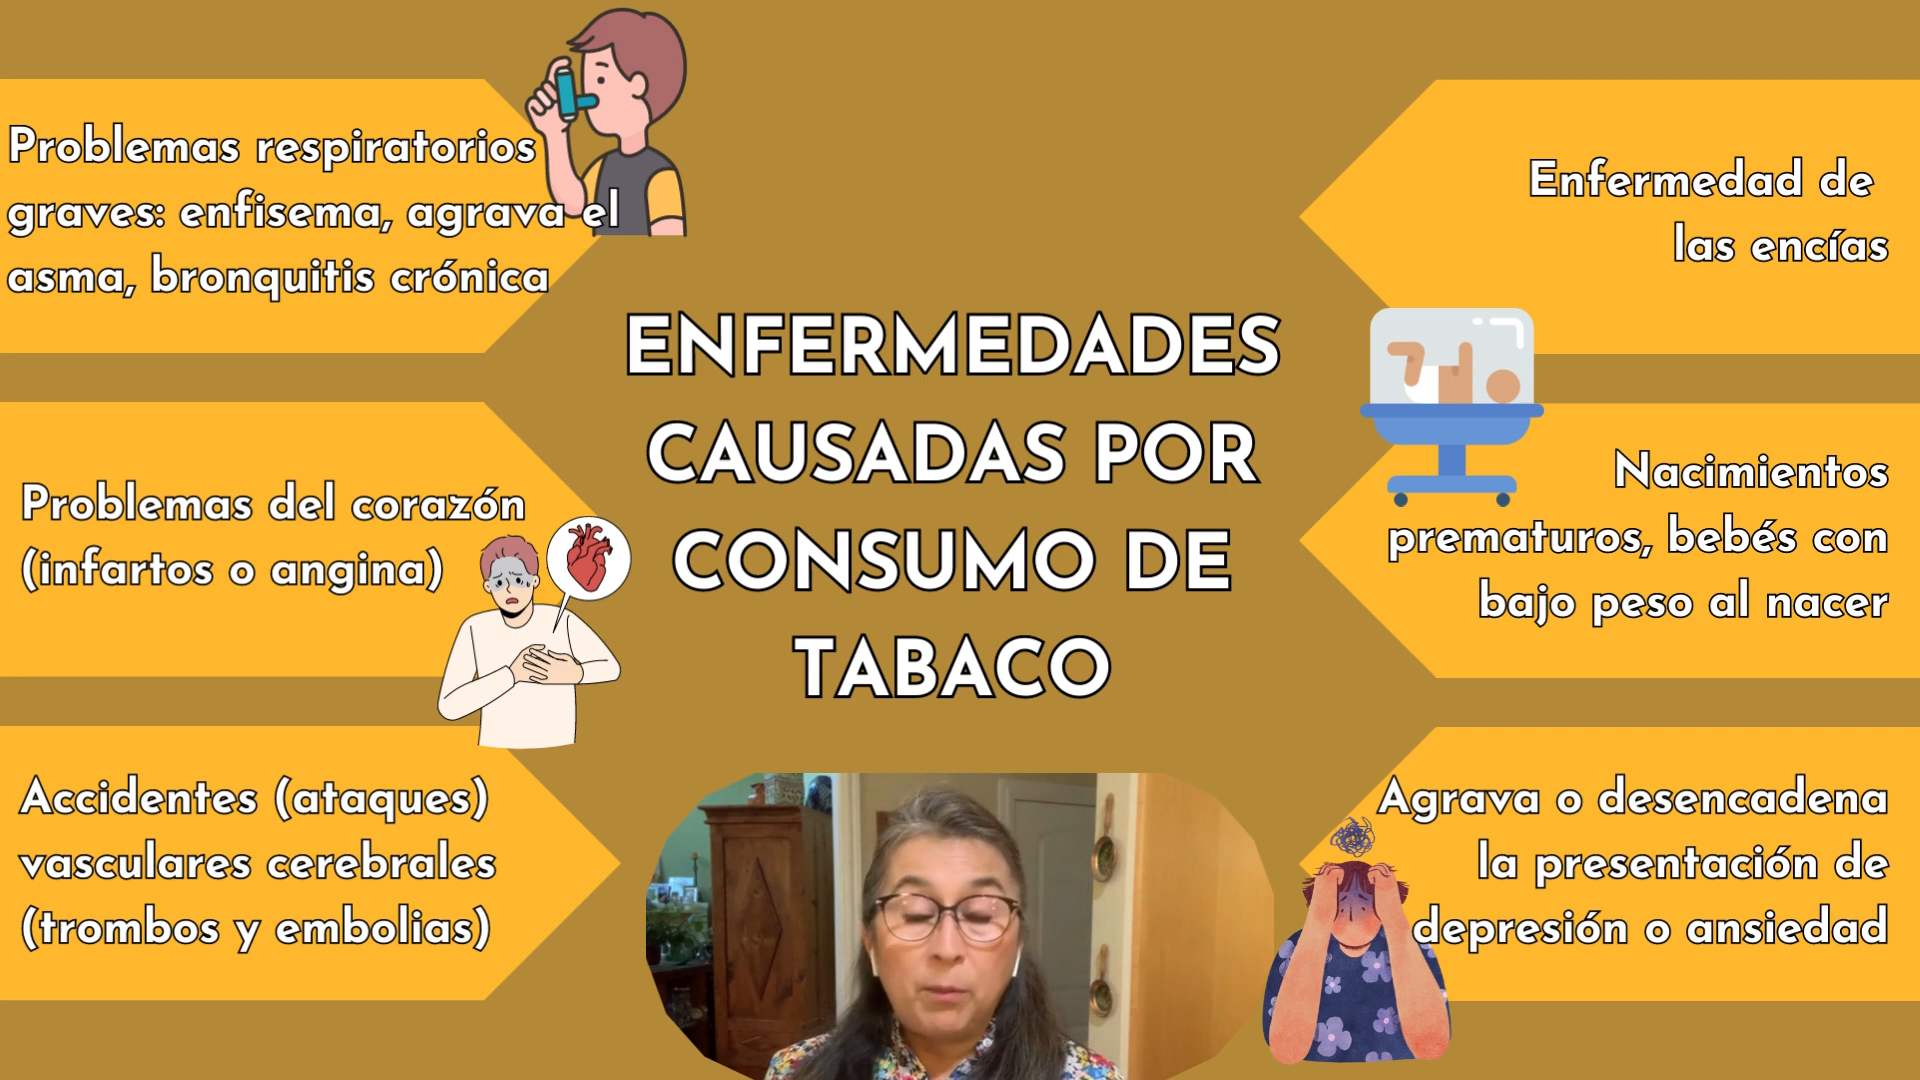 Problemas respiratorios
graves: enfisema, agrava el
asma, bronquitis crónica
Problemas del corazón
(infartos o angina)
Accidentes (ataques)
vasculares cerebrales
(trombos y embolias)
ENFERMEDADES
CAUSADAS POR
CONSUMO DE
TABACO
Enfermedad de
las encías
Nacimientos
prematuros, bebés con
bajo peso al nacer
Agrava o desencadena
la presentación de
depresión o ansiedad